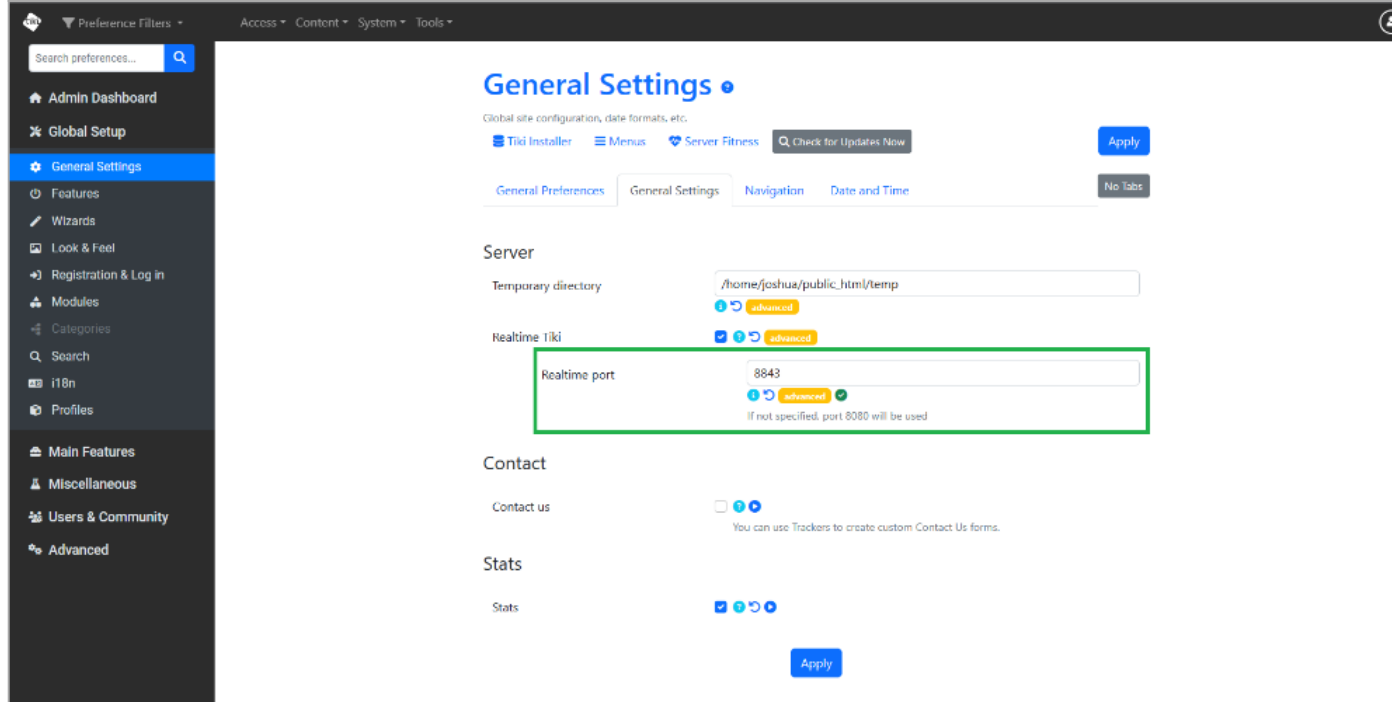 TIKI
Preference Filters
Access Content System Tools
Search preferences...
Admin Dashboard
Global Setup
General Settings
Features
Wizards
Look & Feel
Registration & Log in
Modules
Categories
Search
i18n
Profiles
Main Features
Miscellaneous
Users & Community
Advanced
General Settings
Global site configuration, date formats, etc.
Tiki Installer Menus Server Fitness Check for Updates Now Apply
General Preferences General Settings Navigation Date and Time No Tabs
Server
Temporary directory /home/joshua/public_html/temp
advanced
Realtime Tiki advanced
Realtime port 8843
advanced
If not specified, port 8080 will be used
Contact
Contact us
You can use Trackers to create custom Contact Us forms.
Stats
Stats
Apply